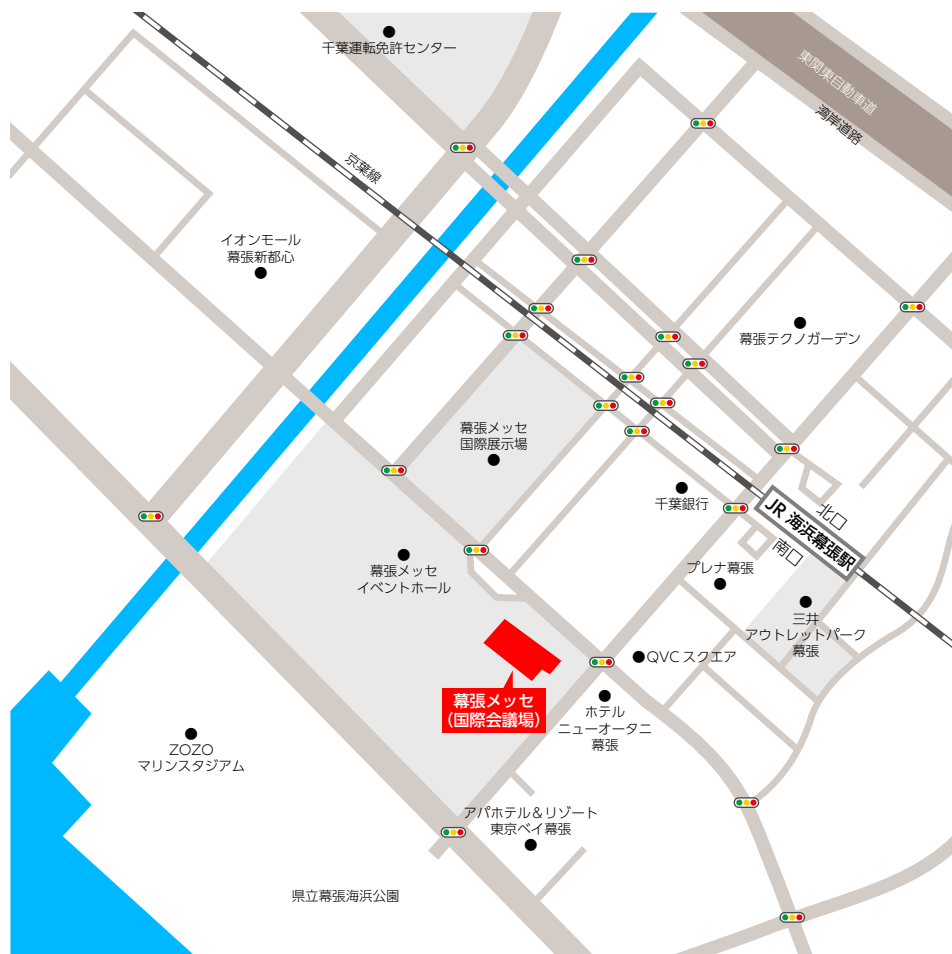 千葉運転免許センター
東関東自動車道
湾岸道路
京葉線
イオンモール
幕張新都心
幕張テクノガーデン
幕張メッセ
国際展示場
千葉銀行
北口
JR 海浜幕張駅
南口
幕張メッセ
イベントホール
プレナ幕張
三井
アウトレットパーク
幕張
QVC スクエア
幕張メッセ
(国際会議場)
ホテル
ニューオータニ
幕張
ZOZO
マリンスタジアム
アパホテル&リゾート
東京ベイ幕張
県立幕張海浜公園